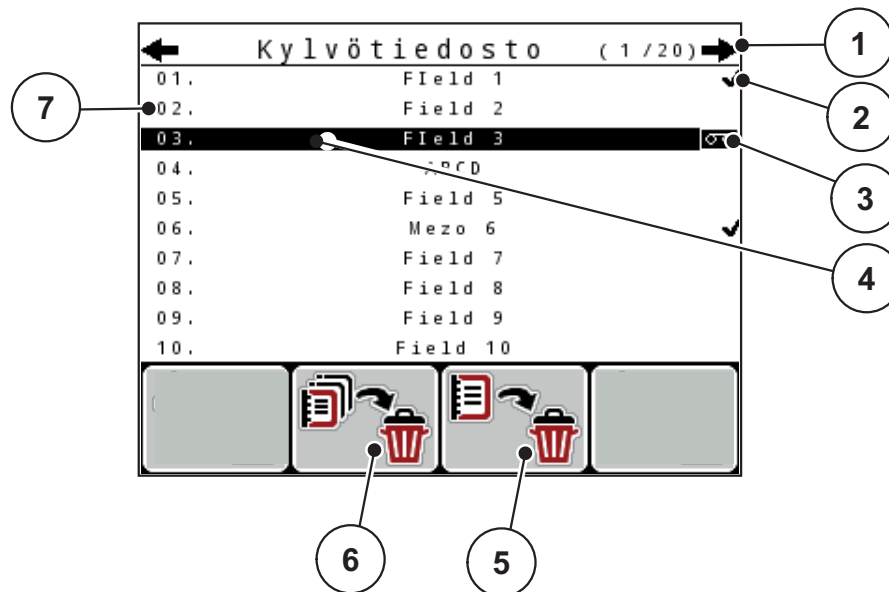 Kylvötiedosto (1/20)
1
01. FIeld 1
2
7
02. Field 2
03. FIeld 3
3
04. ABCD
05. Field 5
06. Mezo 6
4
07. Field 7
08. Field 8
09. Field 9
10. Field 10
6
5